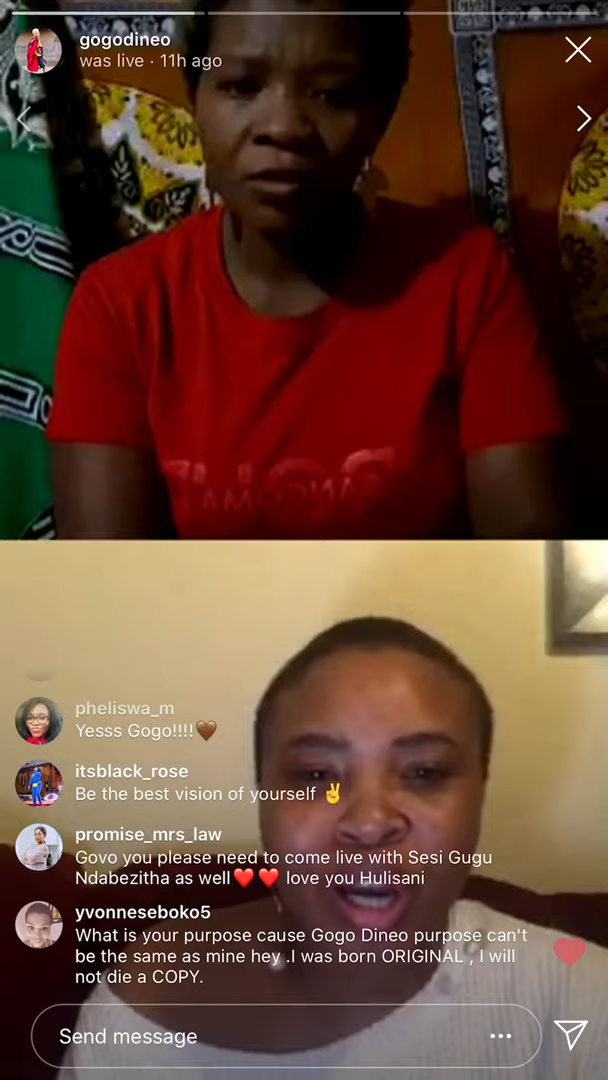 gogodineo
was live · 11h ago
pheliswa_m
Yesss Gogo!!!!🤎
itsblack_rose
Be the best vision of yourself ✌️
promise_mrs_law
Govo you please need to come live with Sesi Gugu
Ndabezitha as well❤️❤️ love you Hulisani
yvonneseboko5
What is your purpose cause Gogo Dineo purpose can't
be the same as mine hey .I was born ORIGINAL , I will
not die a COPY.
Send message